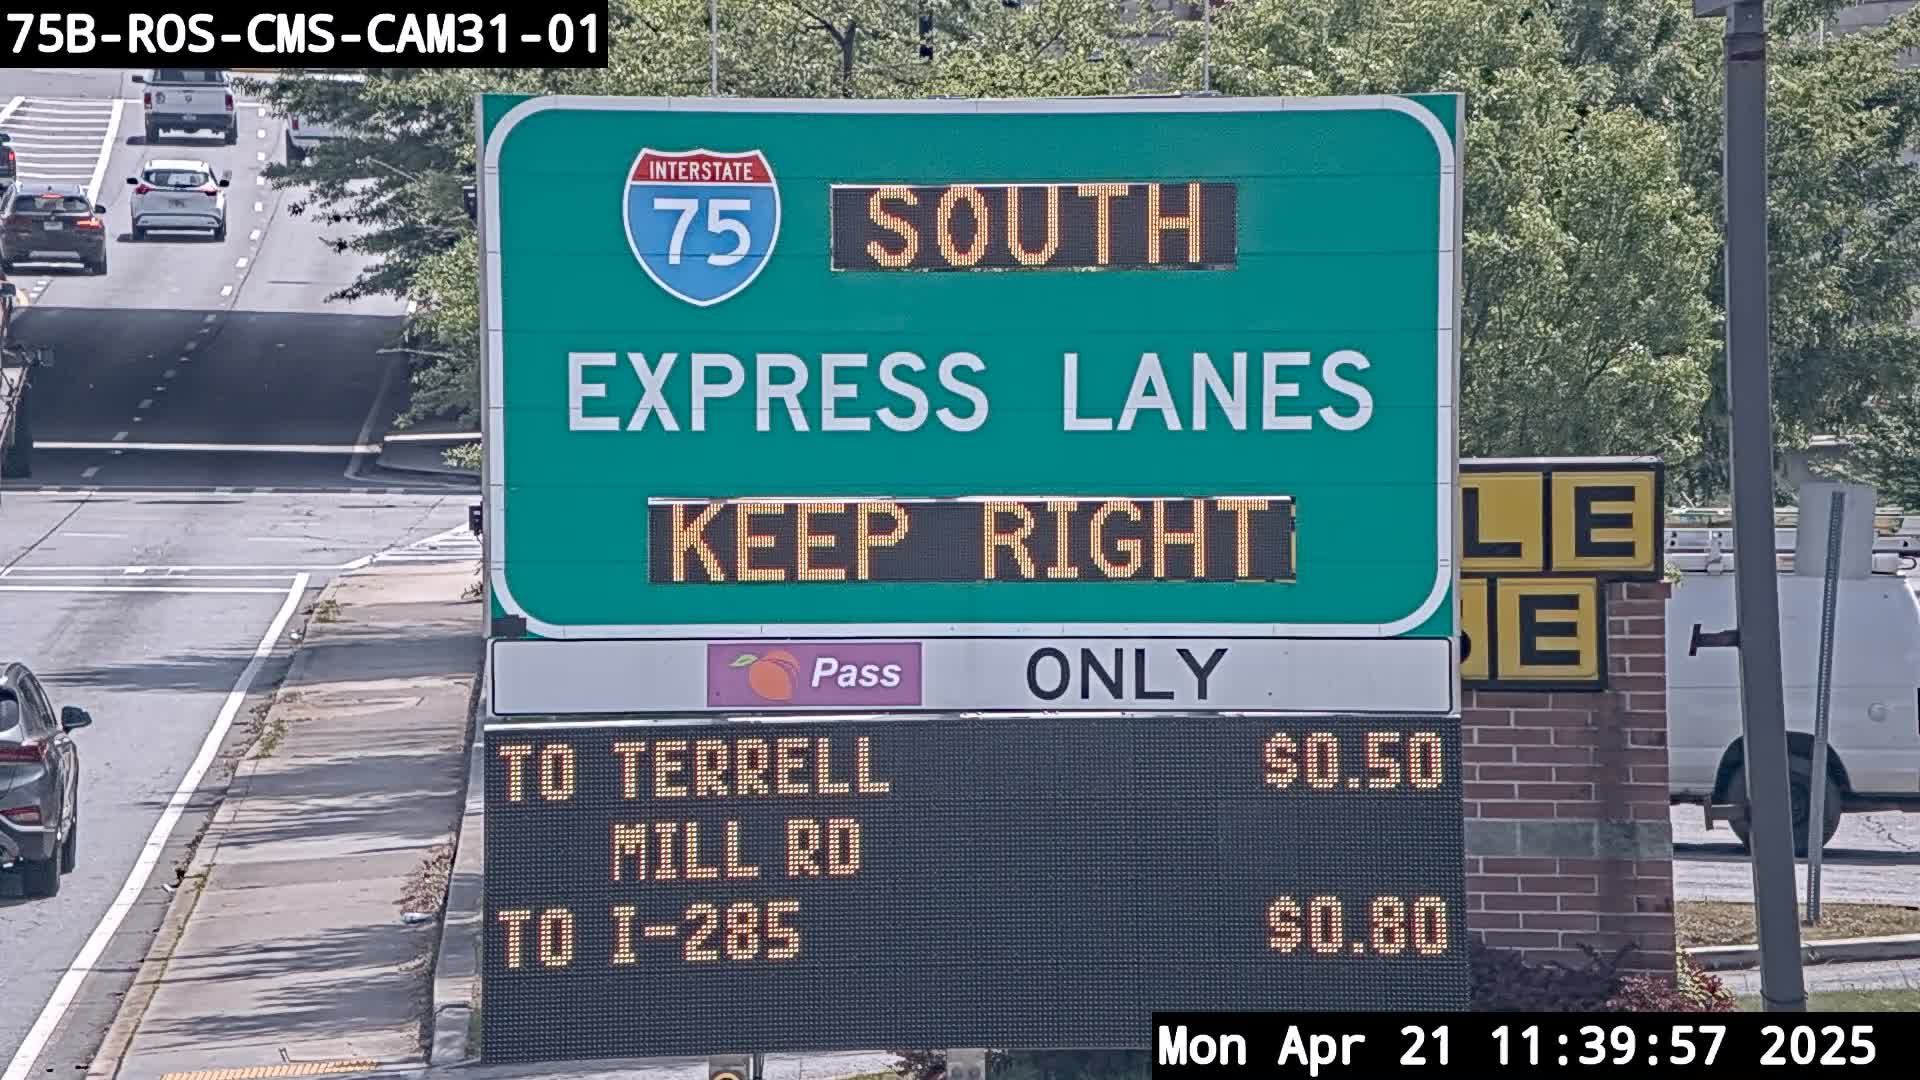 75B-ROS-CMS-CAM31-01
INTERSTATE
75
SOUTH
EXPRESS LANES
KEEP RIGHT
Pass ONLY
TO TERRELL $0.50
MILL RD
TO I-285 $0.80
LE
E
Mon Apr 21 11:39:57 2025